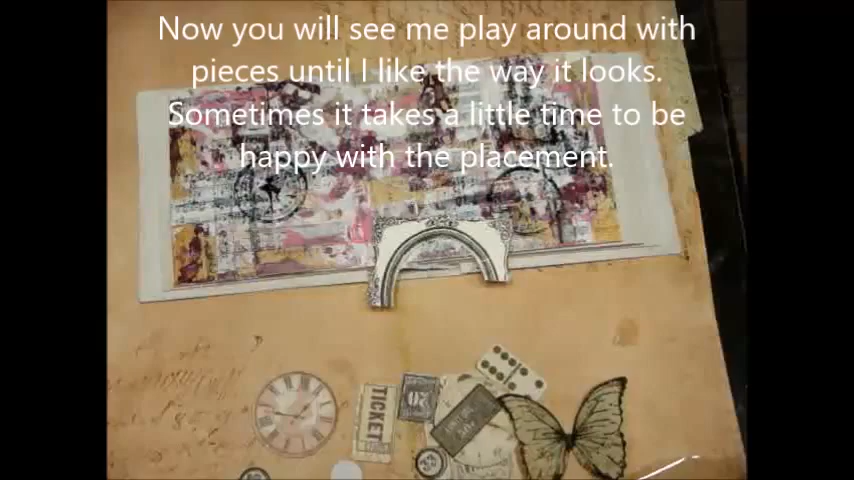 Now you will see me play around with
pieces until I like the way it looks.
Sometimes it takes a little time to be
happy with the placement.
TICKET
20